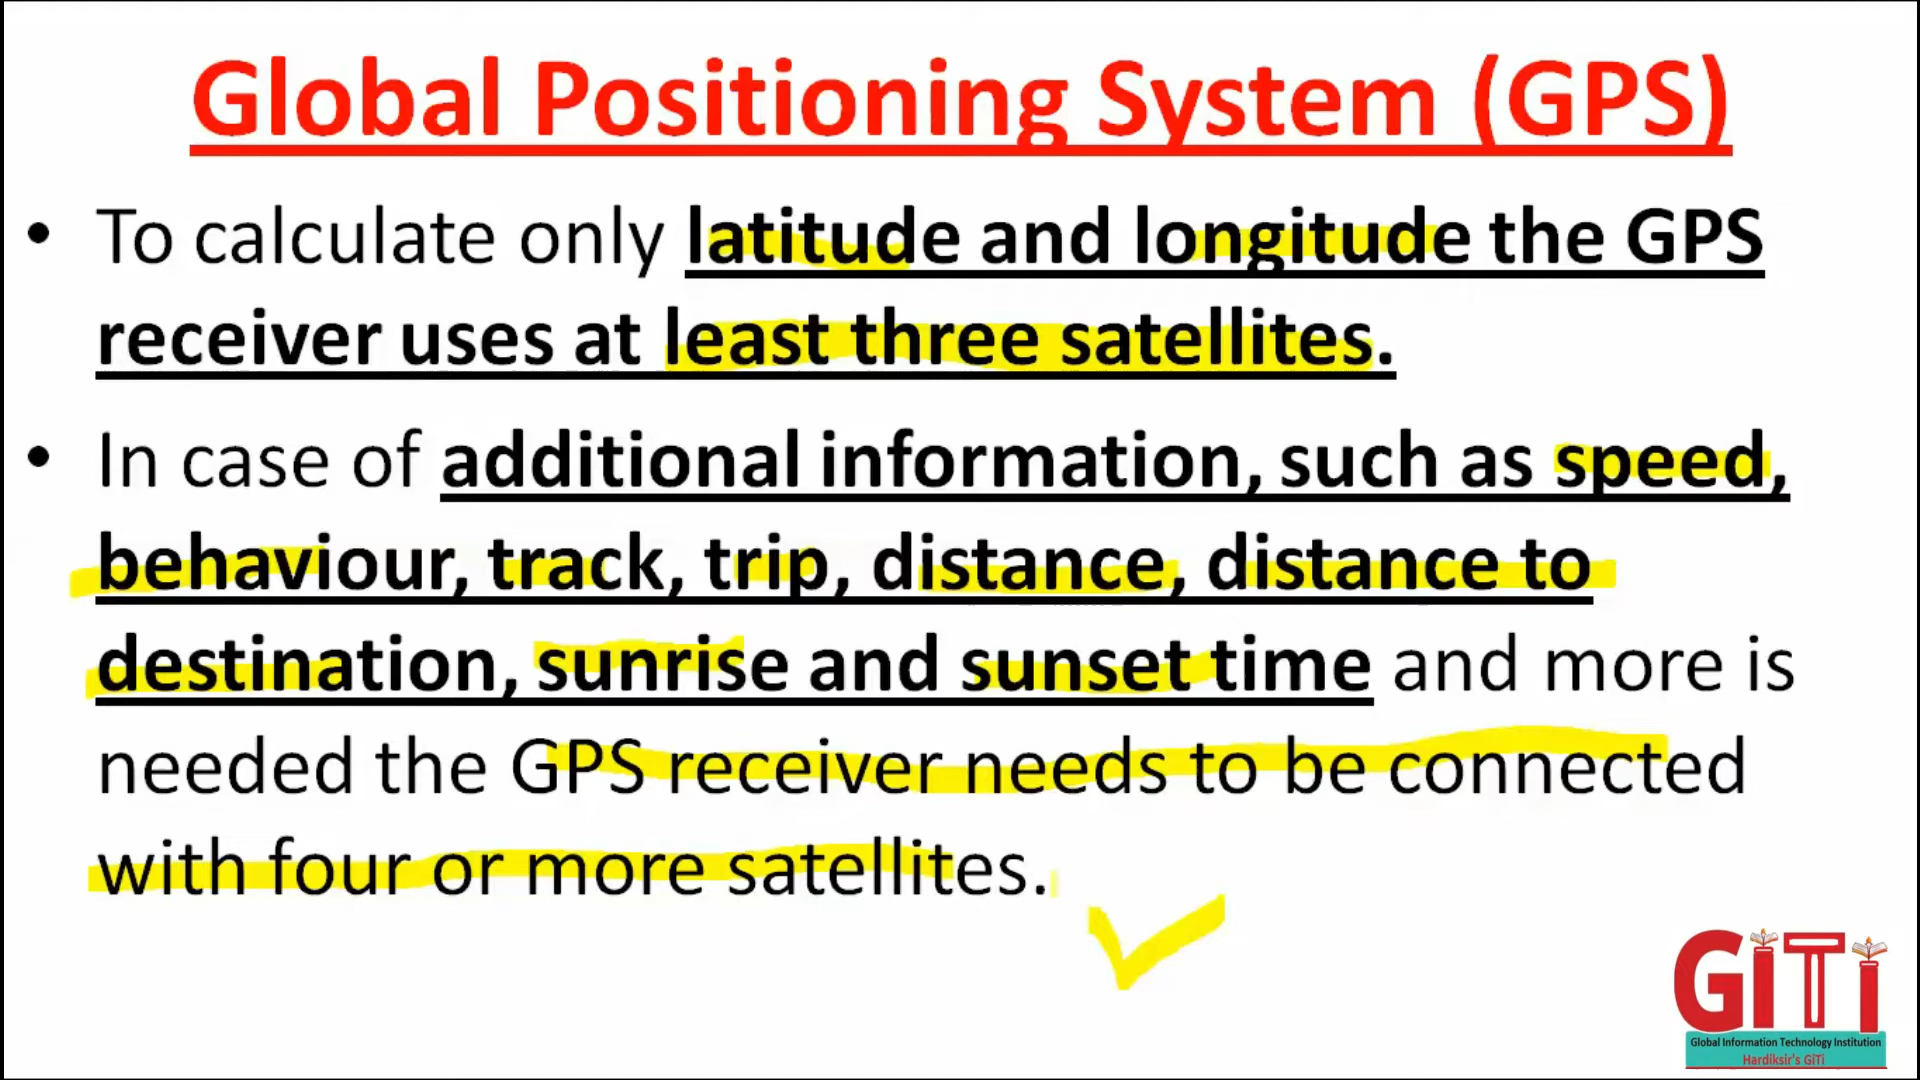 Global Positioning System (GPS)
• To calculate only latitude and longitude the GPS
receiver uses at least three satellites.
• In case of additional information, such as speed,
behaviour, track, trip, distance, distance to
destination, sunrise and sunset time and more is
needed the GPS receiver needs to be connected
with four or more satellites.
GiTi
Global Information Technology Institution
Hardiksir's GiTi